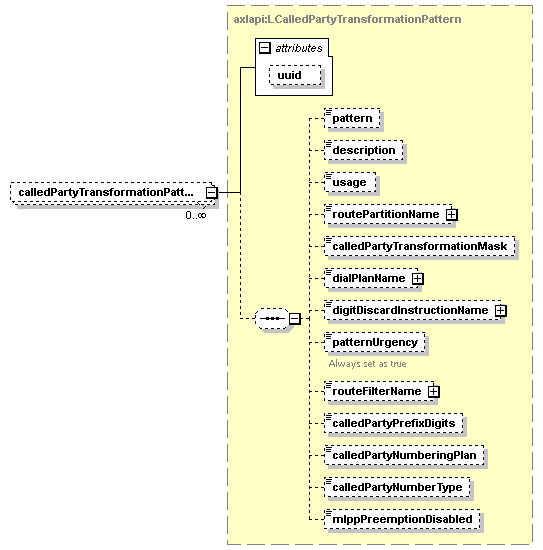 axlapi:LCalledPartyTransformationPattern
attributes
uuid
pattern
description
usage
calledPartyTransformationPatt...
0..∞
routePartitionName
calledPartyTransformationMask
dialPlanName
digitDiscardInstructionName
patternUrgency
Always set as true
routeFilterName
calledPartyPrefixDigits
calledPartyNumberingPlan
calledPartyNumberType
mlppPreemptionDisabled